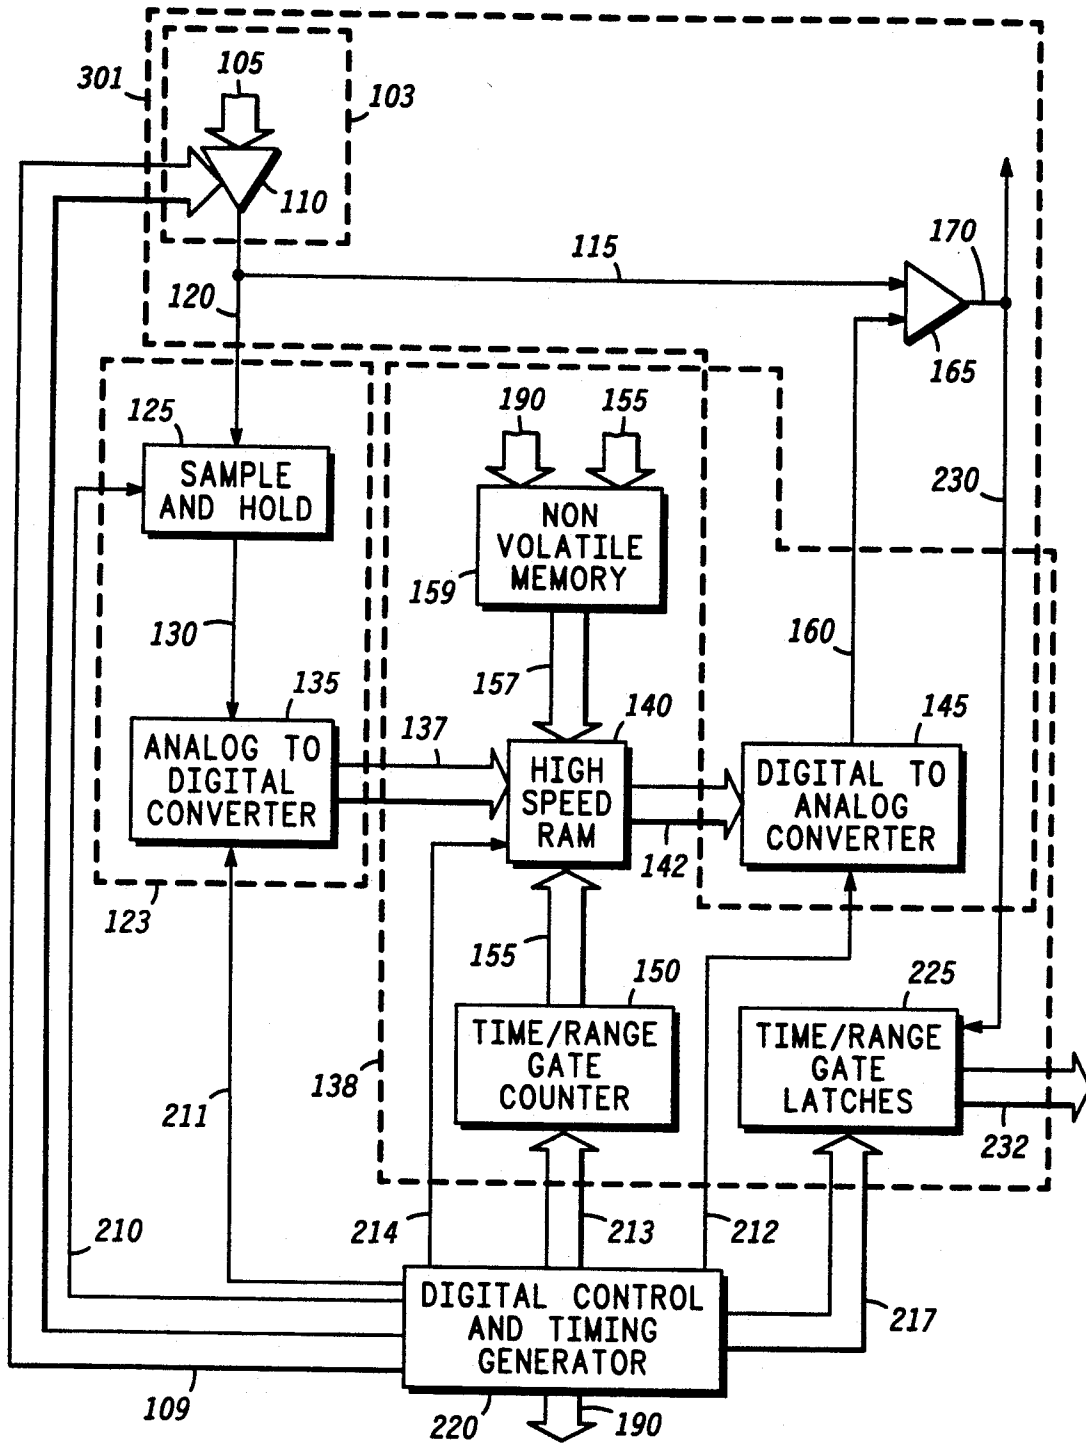 105
301
103
110
115
170
120
165
125
SAMPLE
AND HOLD
190
155
230
NON
VOLATILE
MEMORY
159
130
160
157
135
ANALOG TO
DIGITAL
CONVERTER
137
140
HIGH
SPEED
RAM
145
DIGITAL TO
ANALOG
CONVERTER
142
123
155
150
TIME/RANGE
GATE
COUNTER
225
TIME/RANGE
GATE
LATCHES
138
211
232
210
214
213
212
217
DIGITAL CONTROL
AND TIMING
GENERATOR
109
220
190